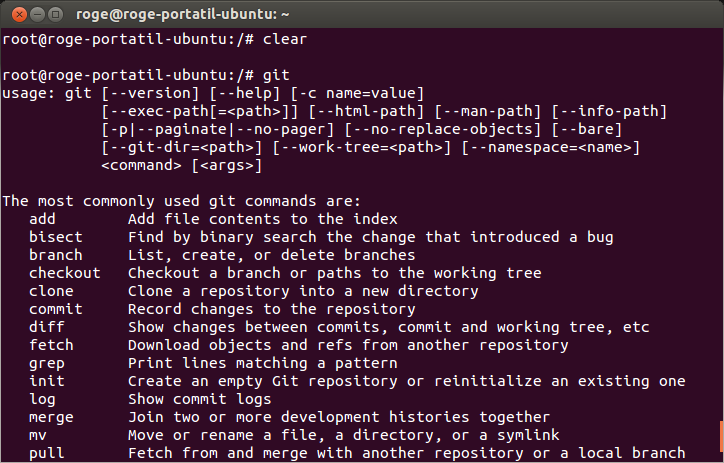 roge@roge-portatil-ubuntu: ~
root@roge-portatil-ubuntu:/# clear
root@roge-portatil-ubuntu:/# git
usage: git [--version] [--help] [-c name=value]
           [--exec-path[=<path>]] [--html-path] [--man-path] [--info-path]
           [-p|--paginate|--no-pager] [--no-replace-objects] [--bare]
           [--git-dir=<path>] [--work-tree=<path>] [--namespace=<name>]
           <command> [<args>]
The most commonly used git commands are:
   add        Add file contents to the index
   bisect     Find by binary search the change that introduced a bug
   branch     List, create, or delete branches
   checkout   Checkout a branch or paths to the working tree
   clone      Clone a repository into a new directory
   commit     Record changes to the repository
   diff       Show changes between commits, commit and working tree, etc
   fetch      Download objects and refs from another repository
   grep       Print lines matching a pattern
   init       Create an empty Git repository or reinitialize an existing one
   log        Show commit logs
   merge      Join two or more development histories together
   mv         Move or rename a file, a directory, or a symlink
   pull       Fetch from and merge with another repository or a local branch